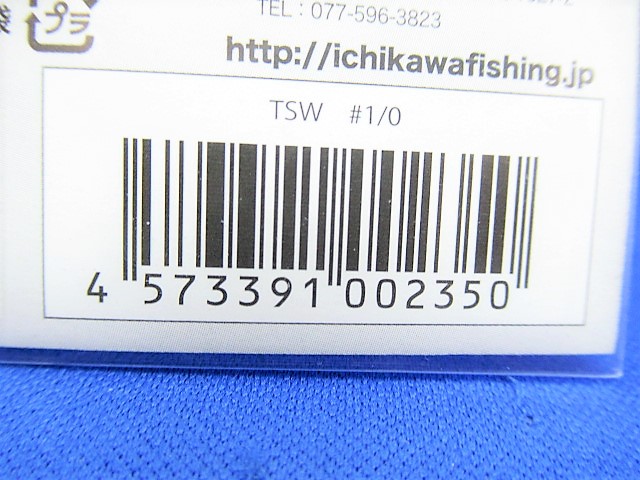 プラ
TEL：077-596-3823
http://ichikawafishing.jp
TSW #1/0
4 573391 002350